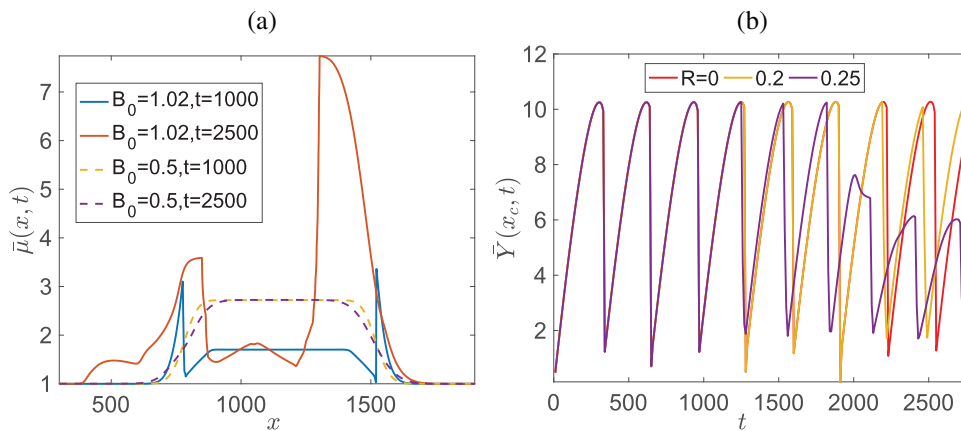 (a)
(b)
7
6
5
4
3
2
1
B₀=1.02,t=1000
B₀=1.02,t=2500
B₀=0.5,t=1000
B₀=0.5,t=2500
μ̄(x, t)
500
1000
1500
x
12
10
8
6
4
2
R=0 0.2 0.25
Ȳ(x_c, t)
0 500 1000 1500 2000 2500
t